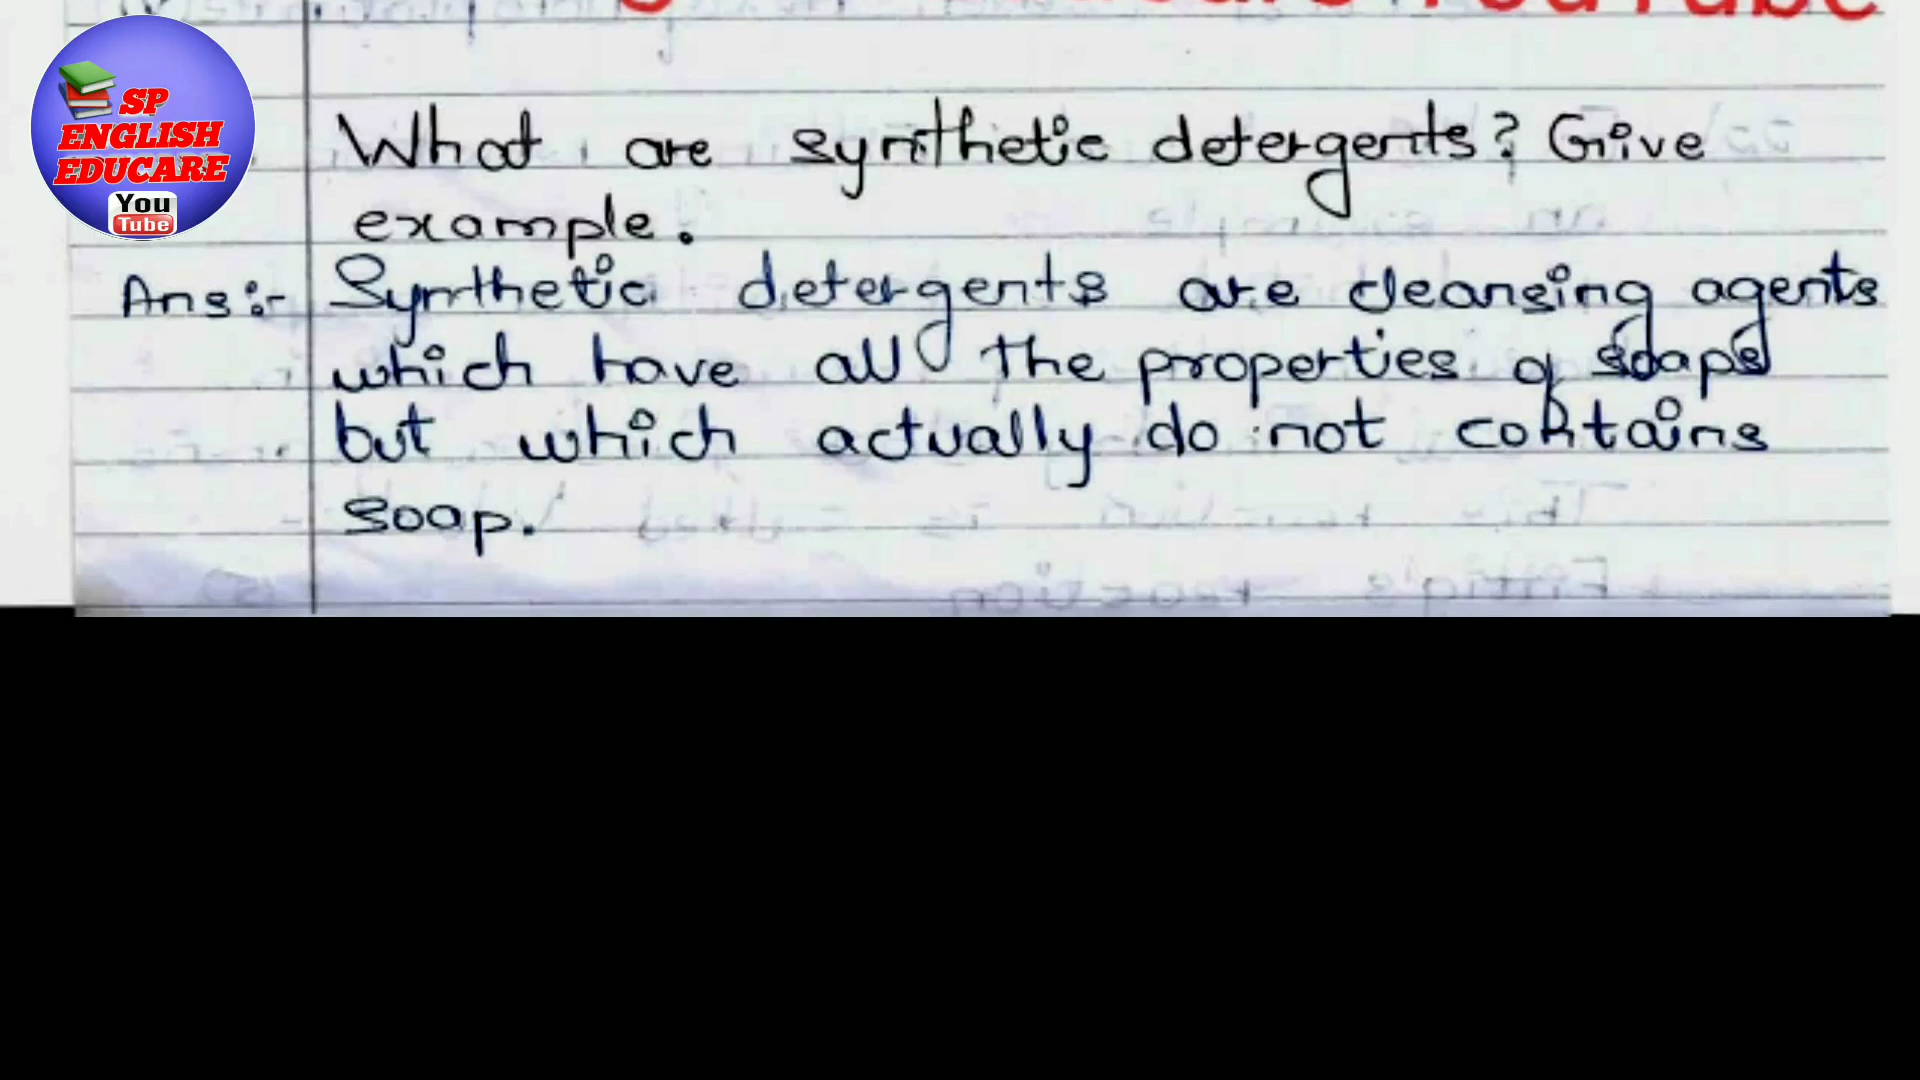 SP
ENGLISH
EDUCARE
You
Tube
YouTube
What are synthetic detergents? Give
example.
Ans:- Synthetic detergents are cleansing agents
which have all the properties of soaps
but which actually do not contains
soap.